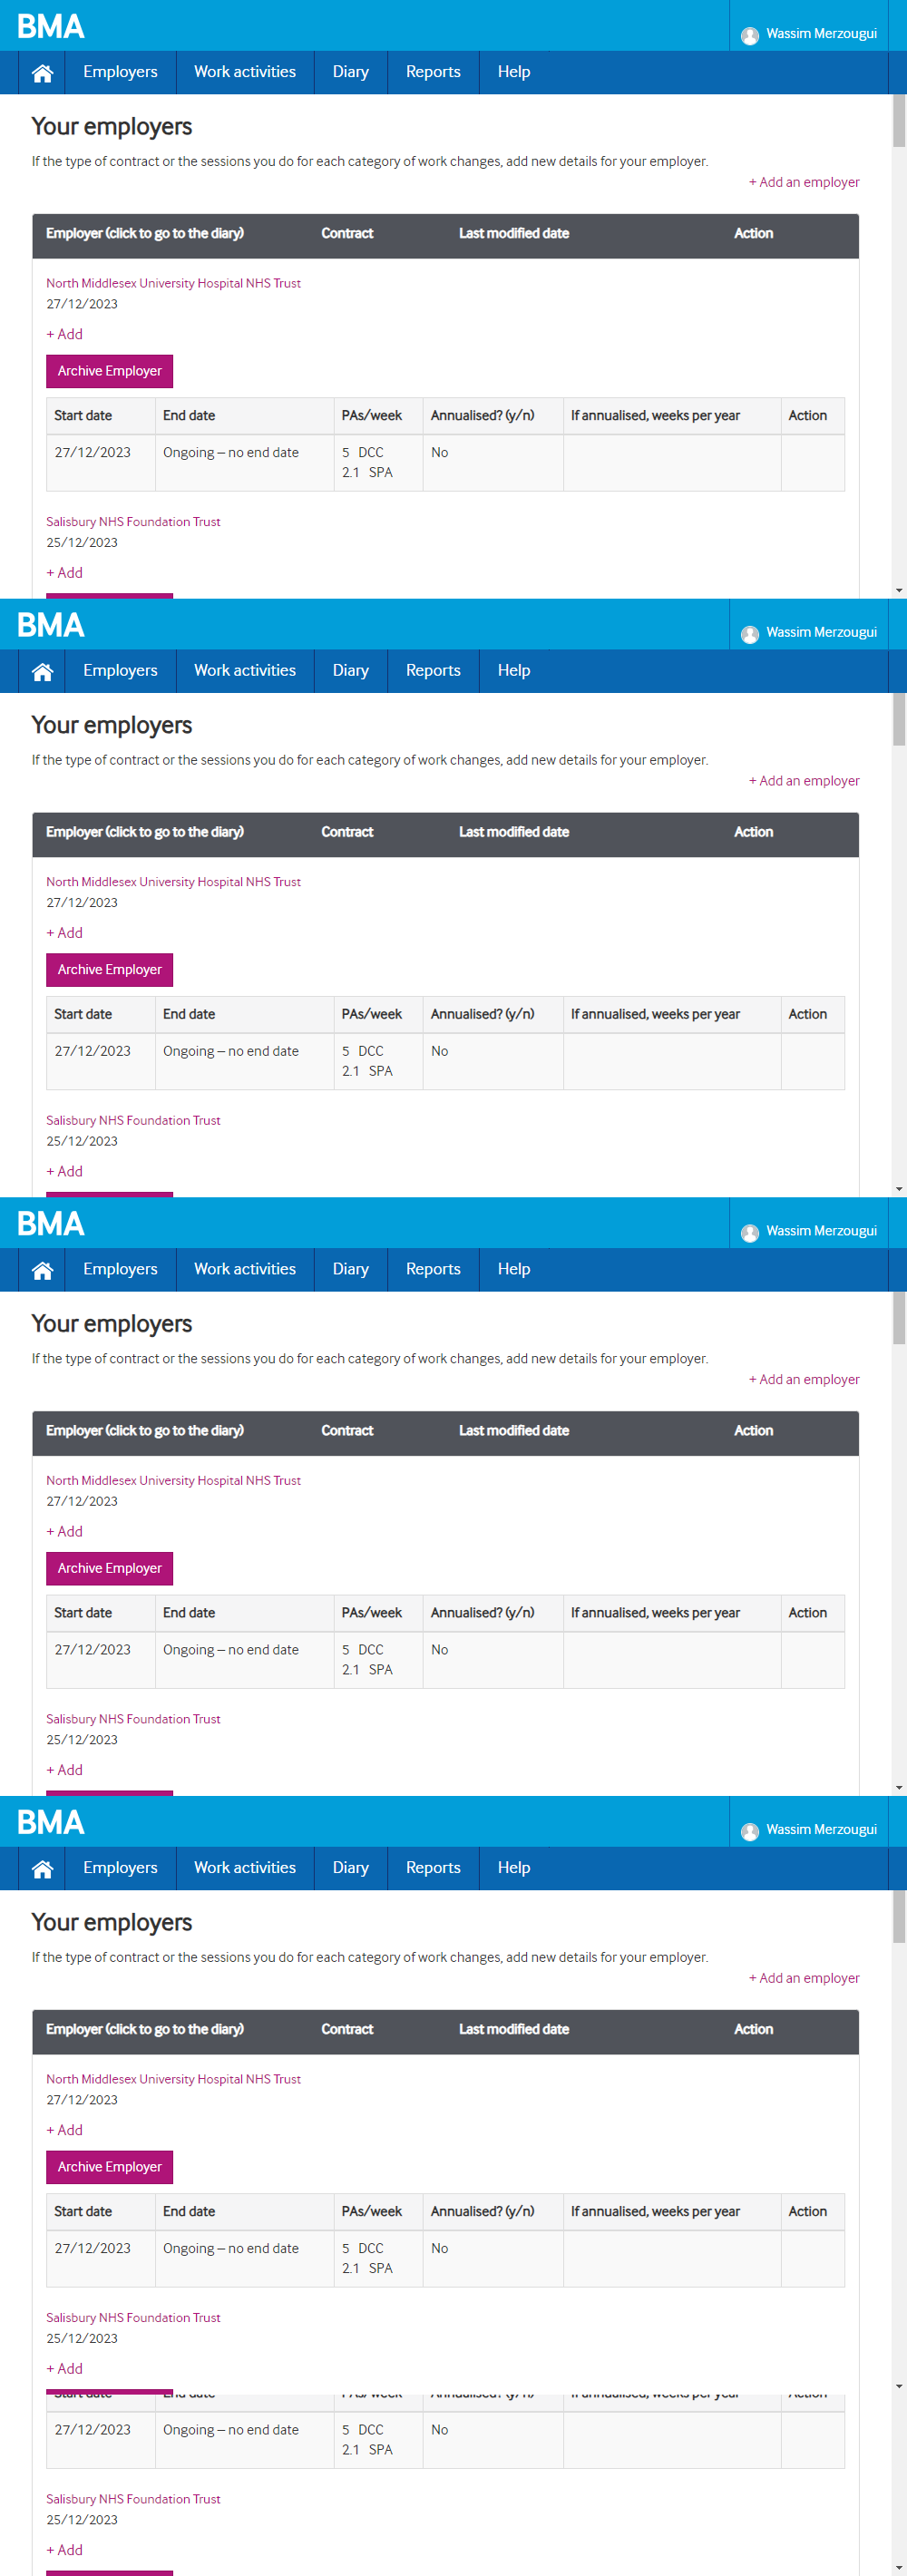 BMA
Wassim Merzougui
Employers Work activities Diary Reports Help
Your employers
If the type of contract or the sessions you do for each category of work changes, add new details for your employer.
+ Add an employer
Employer (click to go to the diary) Contract Last modified date Action
North Middlesex University Hospital NHS Trust
27/12/2023
+ Add
Archive Employer
Start date End date PAs/week Annualised? (y/n) If annualised, weeks per year Action
27/12/2023 Ongoing – no end date 5 DCC No
2.1 SPA
Salisbury NHS Foundation Trust
25/12/2023
+ Add
BMA
Wassim Merzougui
Employers Work activities Diary Reports Help
Your employers
If the type of contract or the sessions you do for each category of work changes, add new details for your employer.
+ Add an employer
Employer (click to go to the diary) Contract Last modified date Action
North Middlesex University Hospital NHS Trust
27/12/2023
+ Add
Archive Employer
Start date End date PAs/week Annualised? (y/n) If annualised, weeks per year Action
27/12/2023 Ongoing – no end date 5 DCC No
2.1 SPA
Salisbury NHS Foundation Trust
25/12/2023
+ Add
BMA
Wassim Merzougui
Employers Work activities Diary Reports Help
Your employers
If the type of contract or the sessions you do for each category of work changes, add new details for your employer.
+ Add an employer
Employer (click to go to the diary) Contract Last modified date Action
North Middlesex University Hospital NHS Trust
27/12/2023
+ Add
Archive Employer
Start date End date PAs/week Annualised? (y/n) If annualised, weeks per year Action
27/12/2023 Ongoing – no end date 5 DCC No
2.1 SPA
Salisbury NHS Foundation Trust
25/12/2023
+ Add
BMA
Wassim Merzougui
Employers Work activities Diary Reports Help
Your employers
If the type of contract or the sessions you do for each category of work changes, add new details for your employer.
+ Add an employer
Employer (click to go to the diary) Contract Last modified date Action
North Middlesex University Hospital NHS Trust
27/12/2023
+ Add
Archive Employer
Start date End date PAs/week Annualised? (y/n) If annualised, weeks per year Action
27/12/2023 Ongoing – no end date 5 DCC No
2.1 SPA
Salisbury NHS Foundation Trust
25/12/2023
+ Add
Start date End date PAs/week Annualised? (y/n) If annualised, weeks per year Action
27/12/2023 Ongoing – no end date 5 DCC No
2.1 SPA
Salisbury NHS Foundation Trust
25/12/2023
+ Add